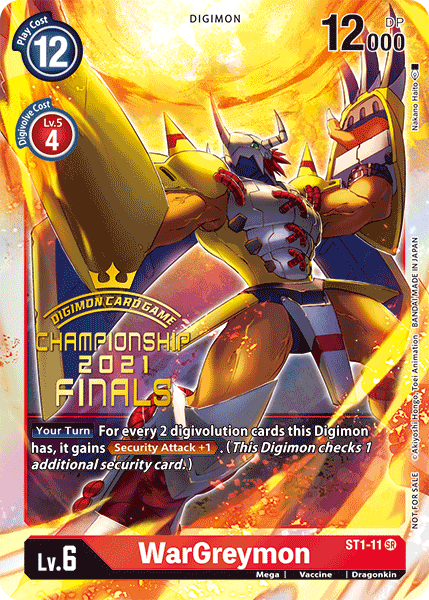 DIGIMON
Play Cost
12
DP
12000
Digivolve Cost
Lv.5
4
Nakano Haito
DIGIMON CARD GAME
CHAMPIONSHIP
2021
FINALS
Your Turn For every 2 digivolution cards this Digimon
has, it gains Security Attack +1 . (This Digimon checks 1
additional security card.)
©Akiyoshi Hongo, Toei Animation BANDAI, MADE IN JAPAN
NOT FOR SALE
ST1-11 SR
Lv.6
WarGreymon
Mega | Vaccine | Dragonkin